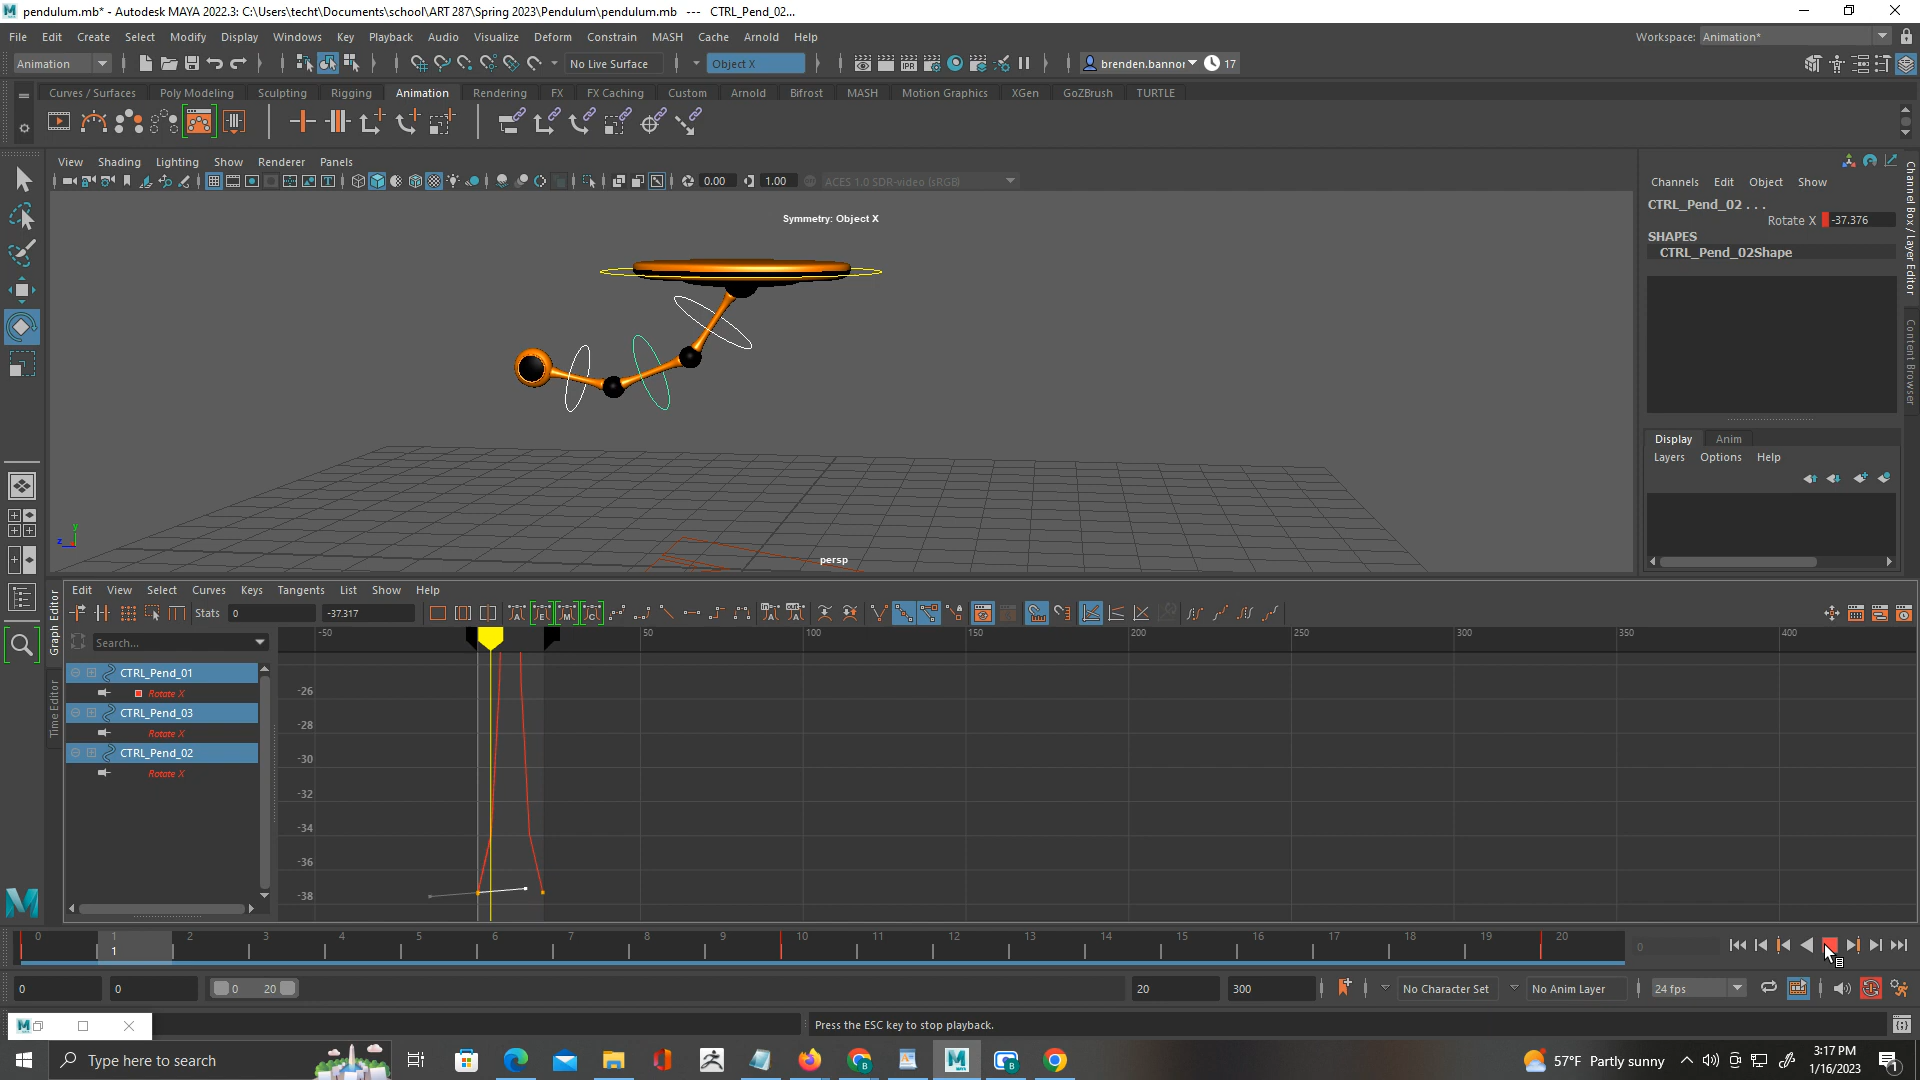 pendulum.mb* - Autodesk MAYA 2022.3: C:\Users\techt\Documents\school\ART 287\Spring 2023\Pendulum\pendulum.mb --- CTRL_Pend_02...
File Edit Create Select Modify Display Windows Key Playback Audio Visualize Deform Constrain MASH Cache Arnold Help
Workspace: Animation*
Animation
No Live Surface
Object X
brenden.bannor
17
Curves / Surfaces Poly Modeling Sculpting Rigging Animation Rendering FX FX Caching Custom Arnold Bifrost MASH Motion Graphics XGen GoZBrush TURTLE
View Shading Lighting Show Renderer Panels
0.00 1.00 ACES 1.0 SDR-video (sRGB)
Symmetry: Object X
persp
y
z
Channels Edit Object Show
CTRL_Pend_02 . . .
Rotate X -37.376
SHAPES
CTRL_Pend_02Shape
Channel Box / Layer Editor
Content Browser
Display Anim
Layers Options Help
Edit View Select Curves Keys Tangents List Show Help
Stats 0 -37.317
Graph Editor
Time Editor
Search...
CTRL_Pend_01
Rotate X
CTRL_Pend_03
Rotate X
CTRL_Pend_02
Rotate X
-50 50 100 150 200 250 300 350 400
-26
-28
-30
-32
-34
-36
-38
0 1 2 3 4 5 6 7 8 9 10 11 12 13 14 15 16 17 18 19 20
1
0
0 0 0 20 20 300 No Character Set No Anim Layer 24 fps
Press the ESC key to stop playback.
Type here to search
57°F Partly sunny
3:17 PM
1/16/2023
1